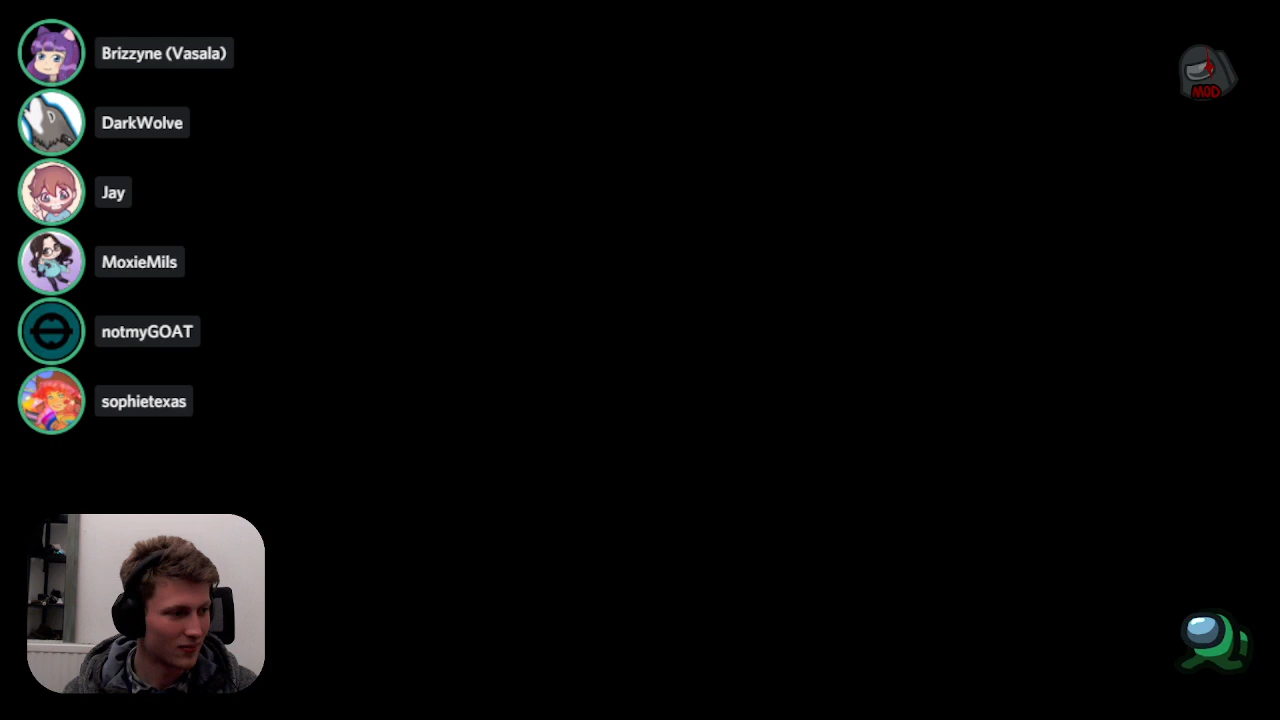 Brizzyne (Vasala)
MOD
DarkWolve
Jay
MoxieMils
notmyGOAT
sophietexas